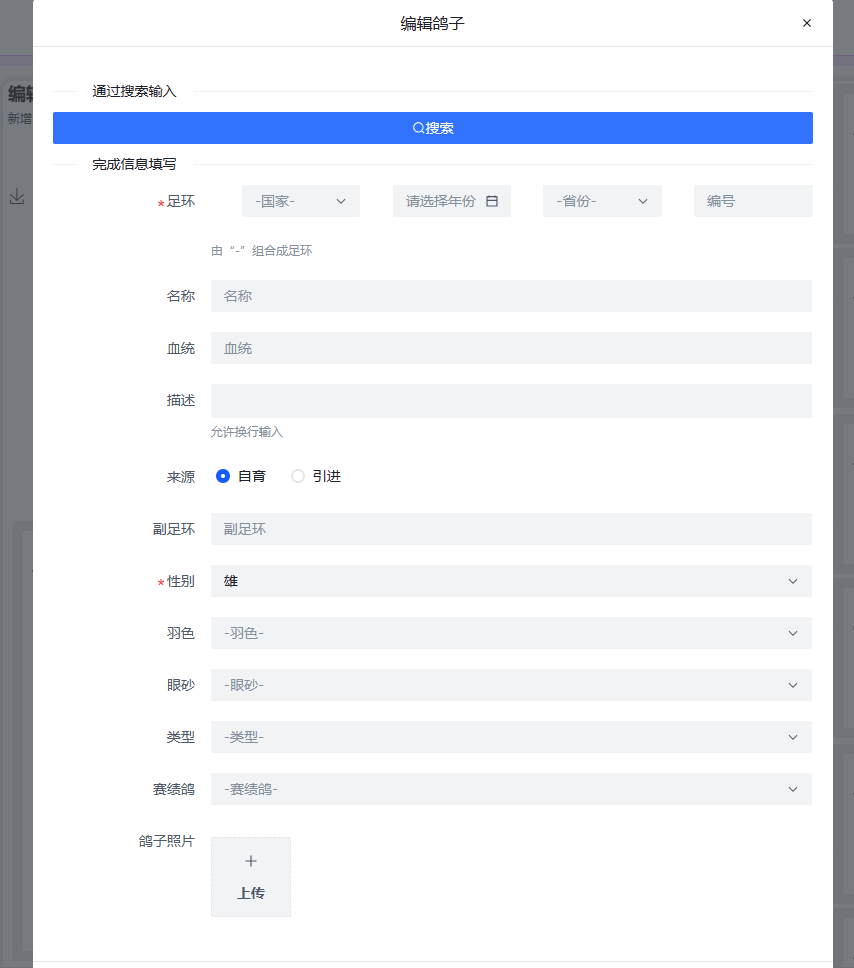 编辑鸽子
编辑
新增
通过搜索输入
搜索
完成信息填写
*足环 -国家- 请选择年份 -省份- 编号
由“-”组合成足环
名称 名称
血统 血统
描述
允许换行输入
来源 自育 引进
副足环 副足环
*性别 雄
羽色 -羽色-
眼砂 -眼砂-
类型 -类型-
赛绩鸽 -赛绩鸽-
鸽子照片
上传